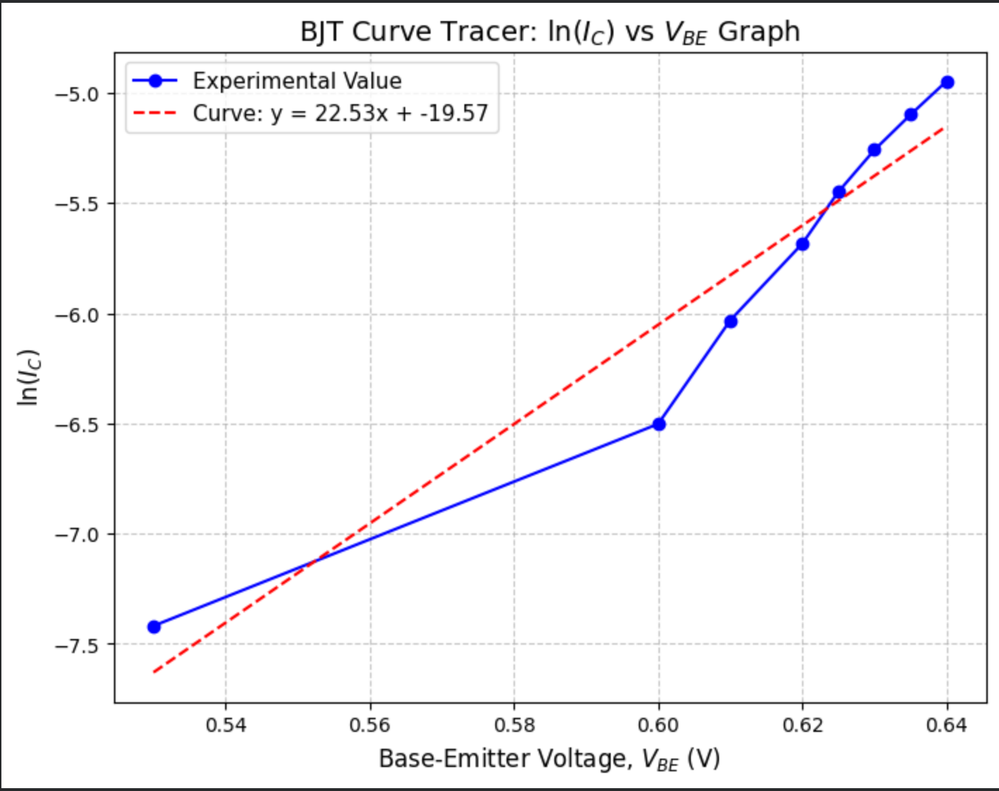 BJT Curve Tracer: ln(I_C) vs V_BE Graph
Experimental Value
Curve: y = 22.53x + -19.57
−5.0
−5.5
−6.0
−6.5
−7.0
−7.5
ln(I_C)
0.54 0.56 0.58 0.60 0.62 0.64
Base-Emitter Voltage, V_BE (V)